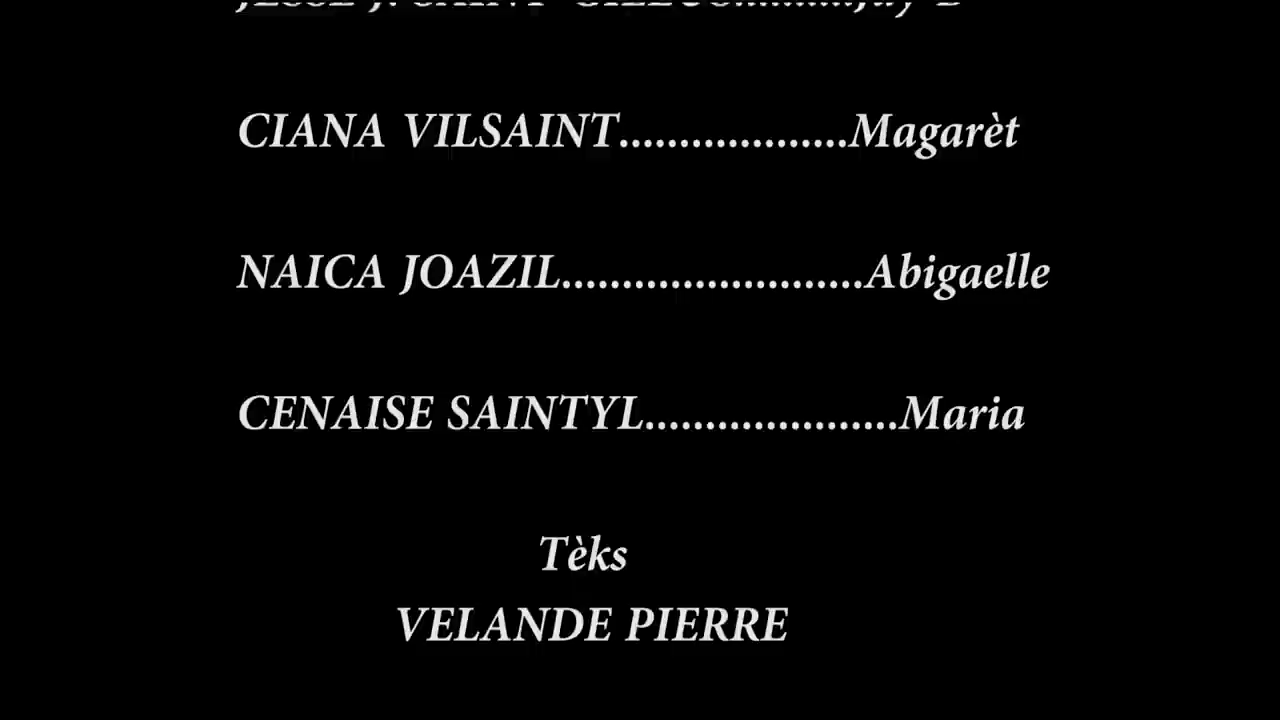 CIANA VILSAINT...................Magarèt
NAICA JOAZIL.........................Abigaelle
CENAISE SAINTYL.....................Maria
Tèks
VELANDE PIERRE